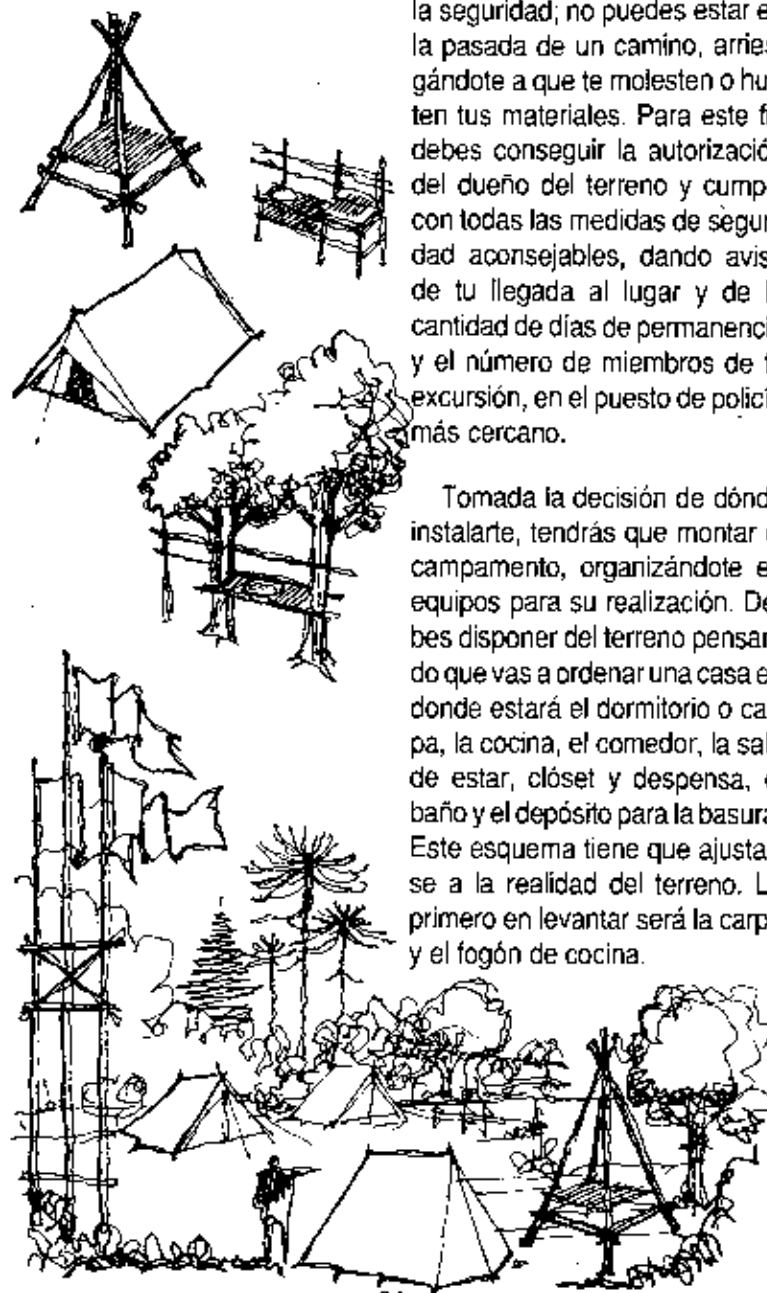 la seguridad; no puedes estar e
la pasada de un camino, arries
gándote a que te molesten o hu
ten tus materiales. Para este f
debes conseguir la autorizació
del dueño del terreno y cump
con todas las medidas de segur
dad aconsejables, dando avis
de tu llegada al lugar y de l
cantidad de días de permanenci
y el número de miembros de t
excursión, en el puesto de policí
más cercano.
Tomada la decisión de dónd
instalarte, tendrás que montar e
campamento, organizándote e
equipos para su realización. De
bes disponer del terreno pensan
do que vas a ordenar una casa e
donde estará el dormitorio o ca
pa, la cocina, el comedor, la sal
de estar, clóset y despensa, e
baño y el depósito para la basura
Este esquema tiene que ajusta
se a la realidad del terreno. L
primero en levantar será la carp
y el fogón de cocina.